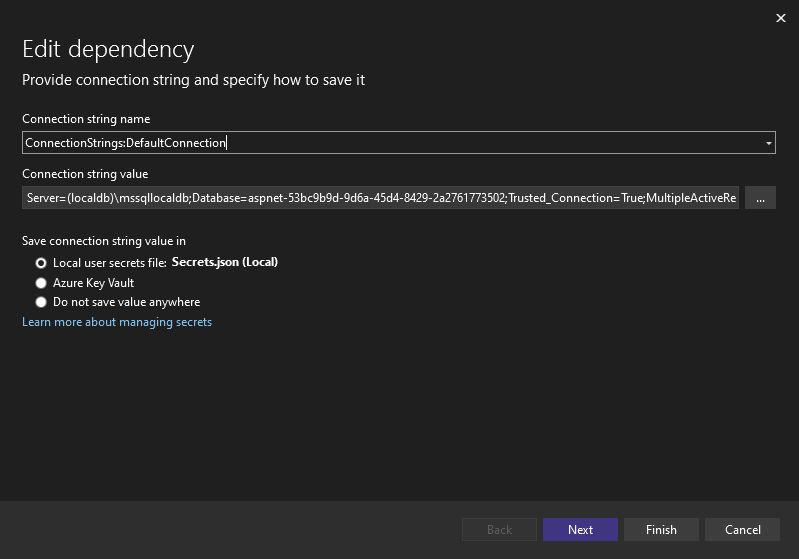 Edit dependency
Provide connection string and specify how to save it
Connection string name
ConnectionStrings:DefaultConnection
Connection string value
Server=(localdb)\mssqllocaldb;Database=aspnet-53bc9b9d-9d6a-45d4-8429-2a2761773502;Trusted_Connection=True;MultipleActiveRe
...
Save connection string value in
Local user secrets file: Secrets.json (Local)
Azure Key Vault
Do not save value anywhere
Learn more about managing secrets
Back Next Finish Cancel